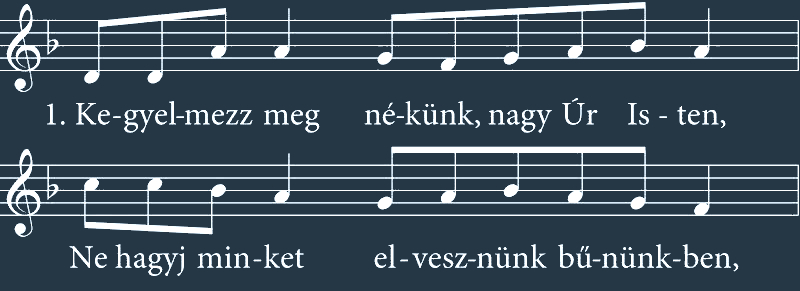 1. Ke-gyel-mezz meg né-künk, nagy Úr Is - ten,
Ne hagyj min-ket el-vesz-nünk bű-nünk-ben,